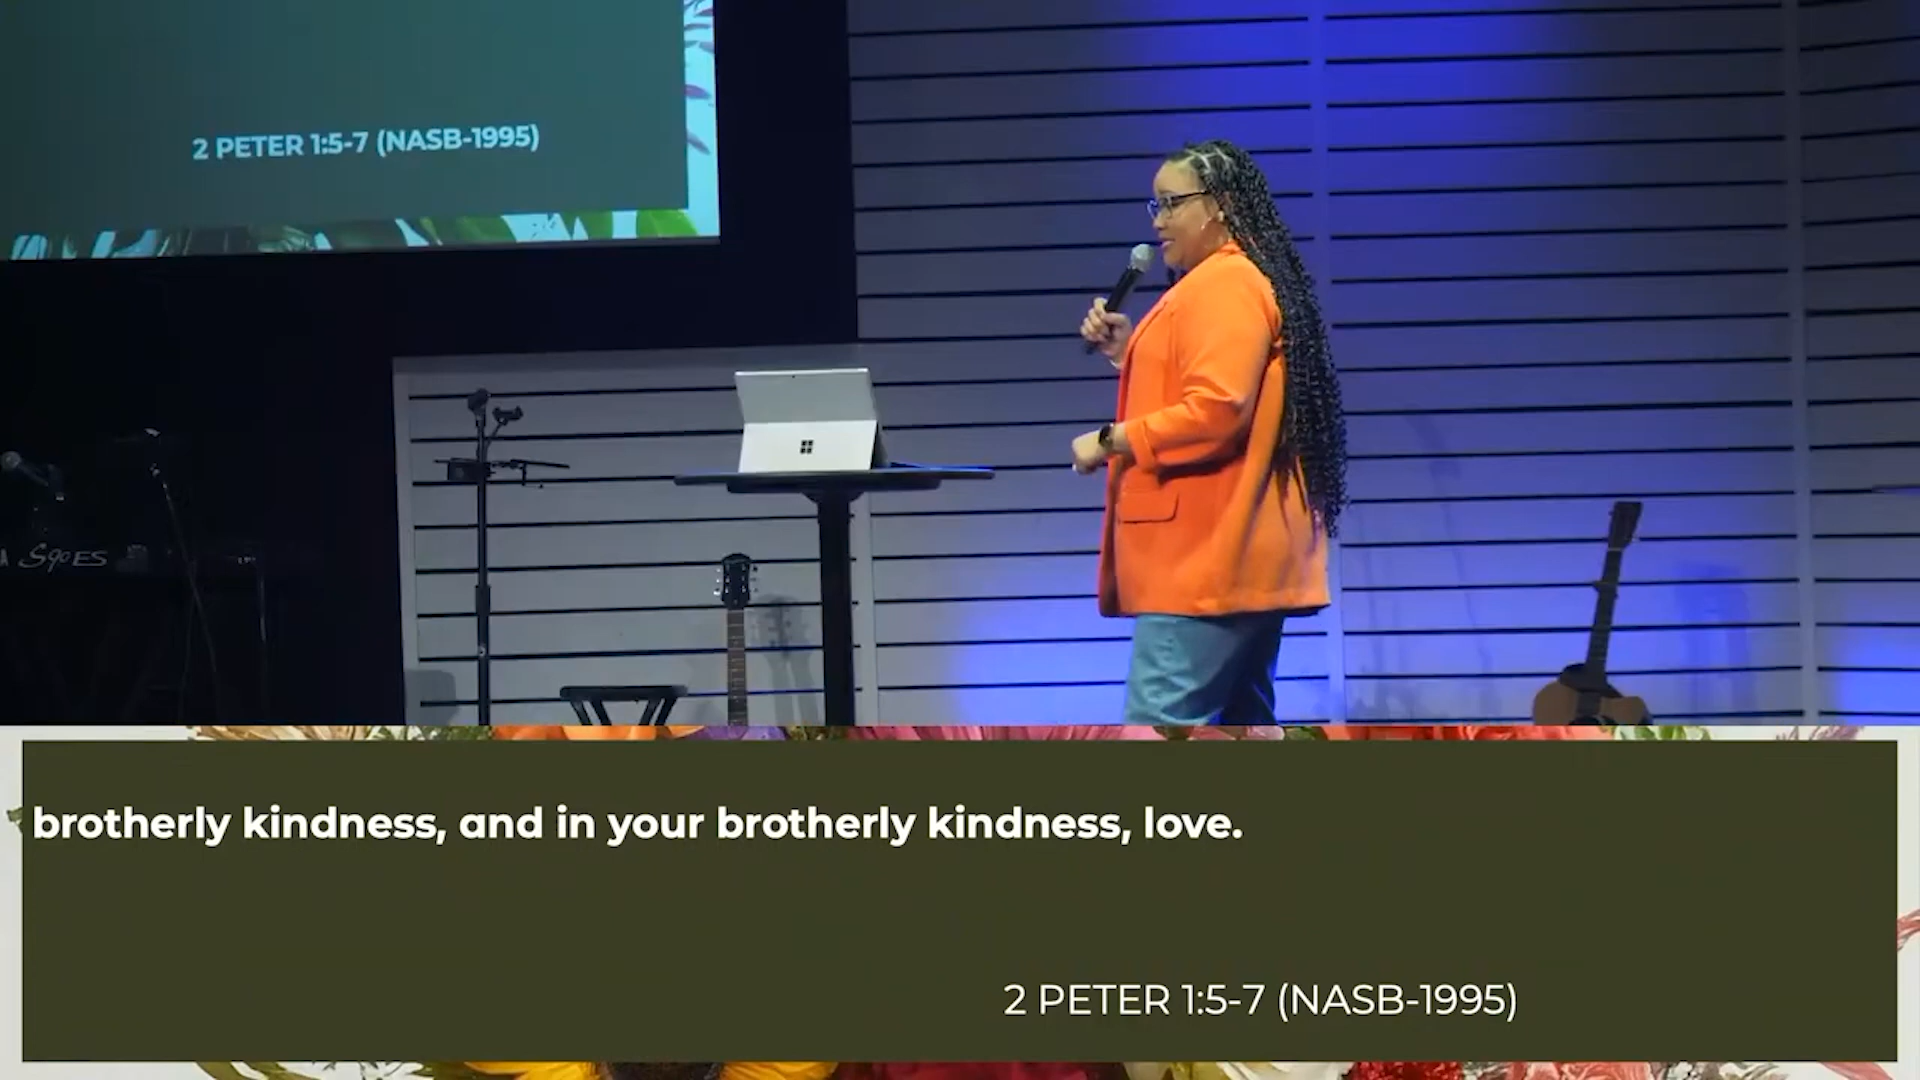 2 PETER 1:5-7 (NASB-1995)
S90ES
brotherly kindness, and in your brotherly kindness, love.
2 PETER 1:5-7 (NASB-1995)